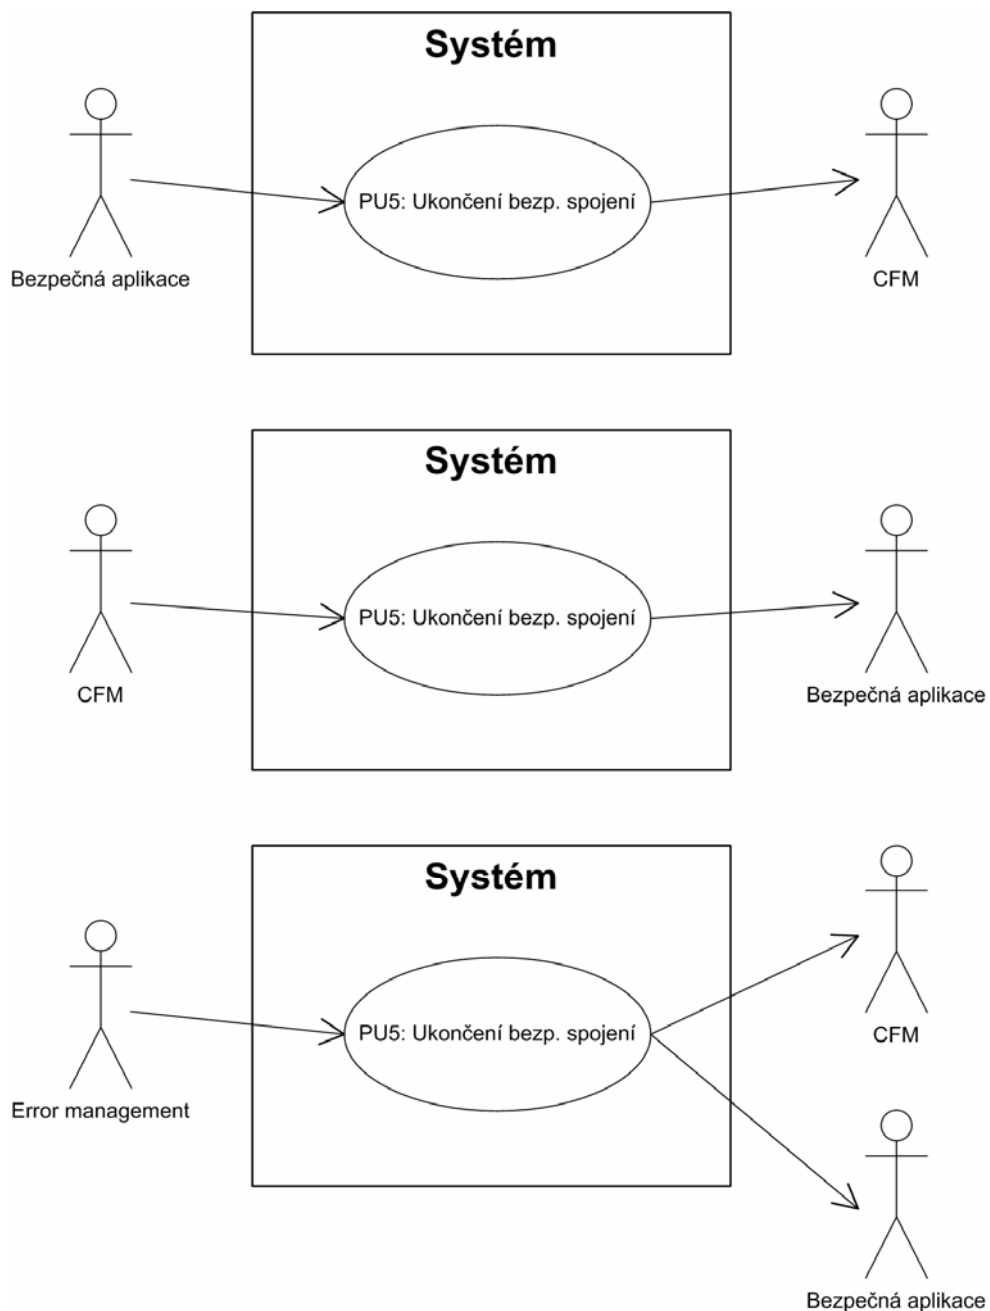 Systém
PU5: Ukončení bezp. spojení
Bezpečná aplikace
CFM
Systém
PU5: Ukončení bezp. spojení
CFM
Bezpečná aplikace
Systém
PU5: Ukončení bezp. spojení
CFM
Error management
Bezpečná aplikace